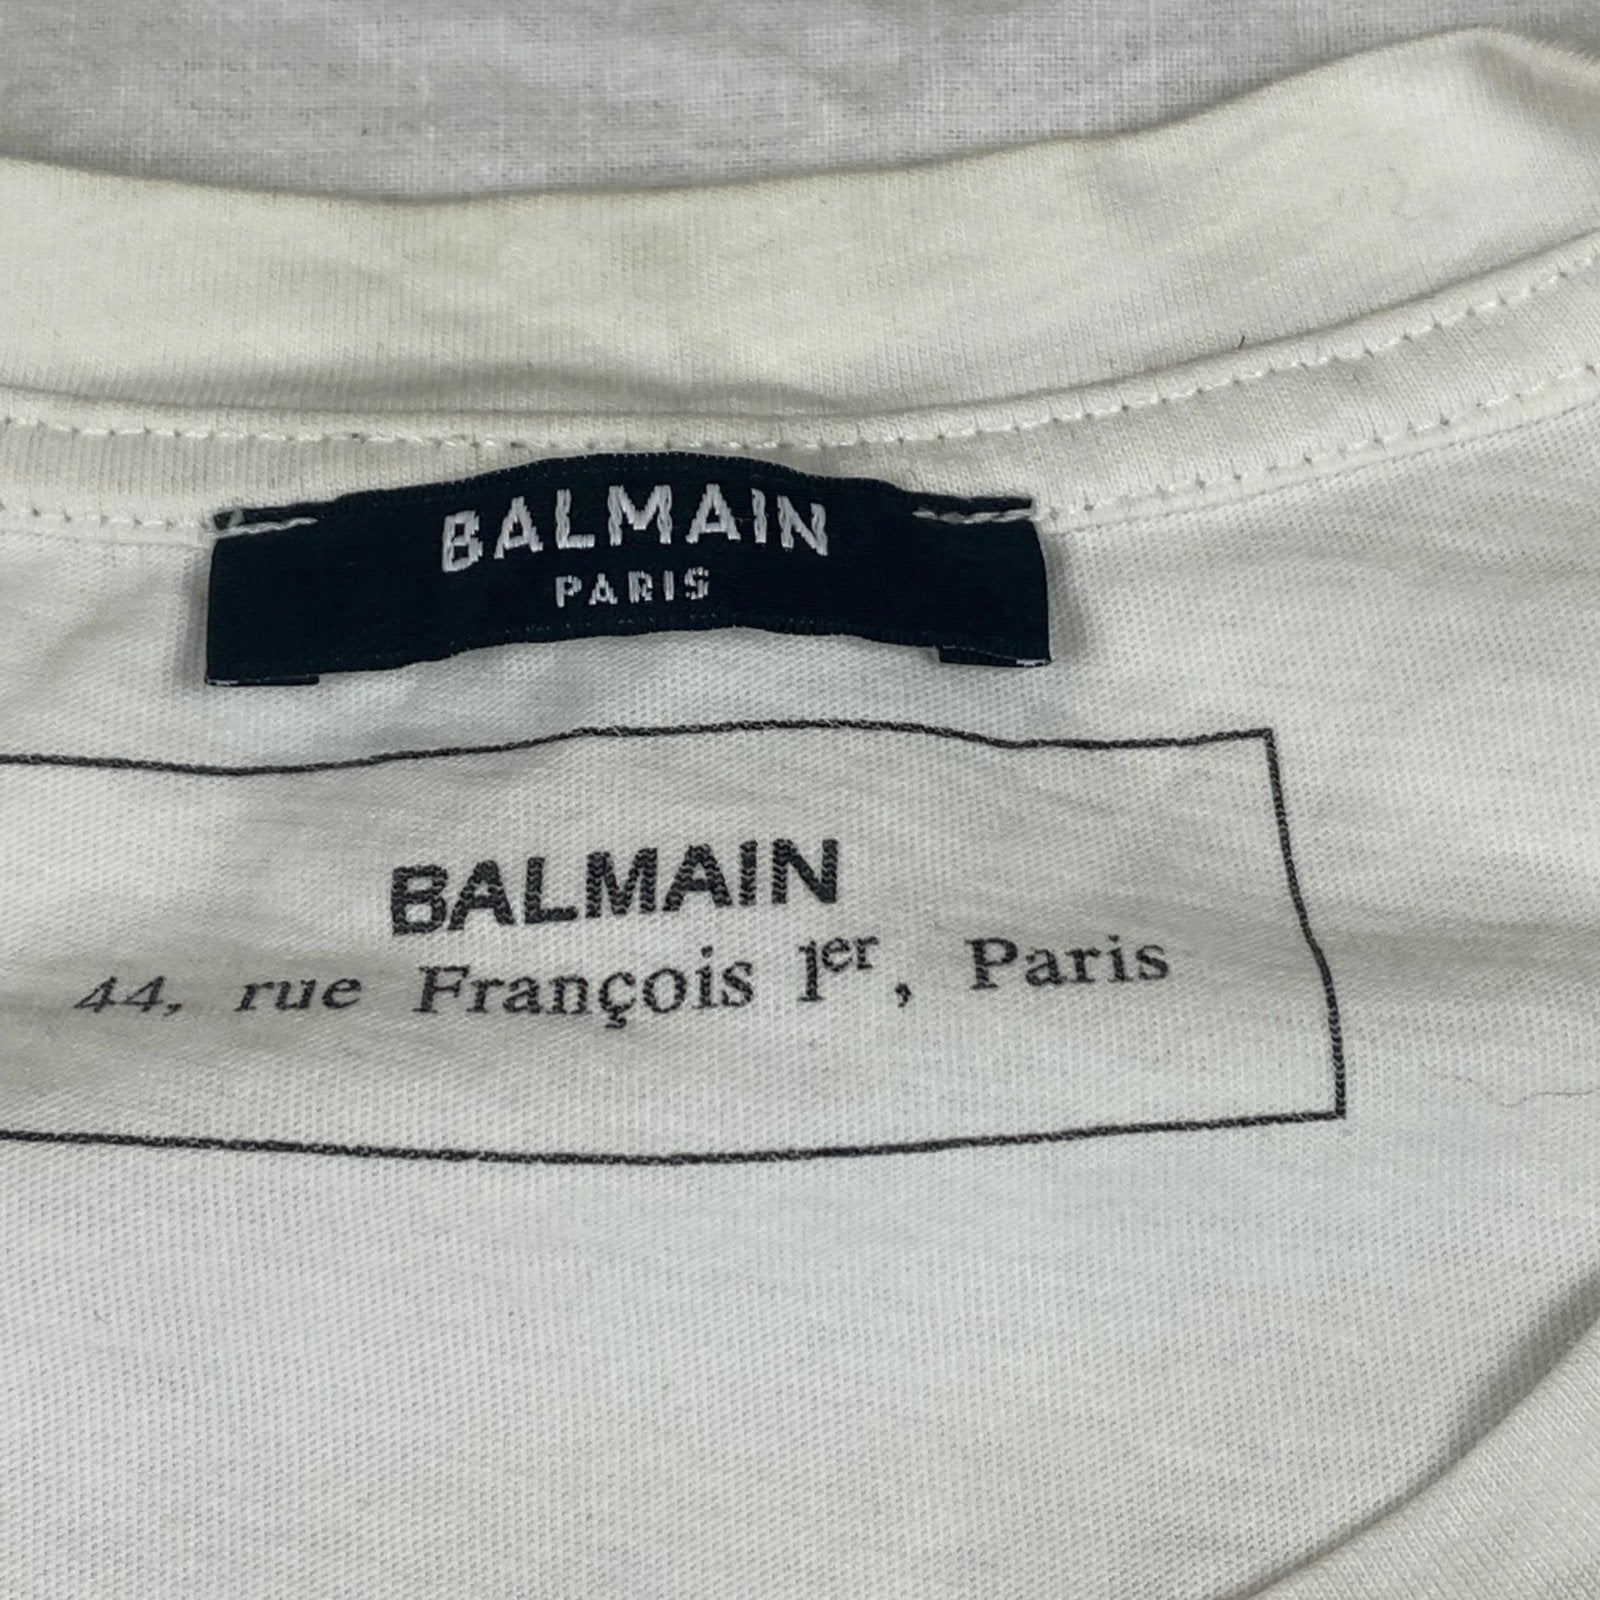 BALMAIN
PARIS
BALMAIN
44, rue François 1er, Paris